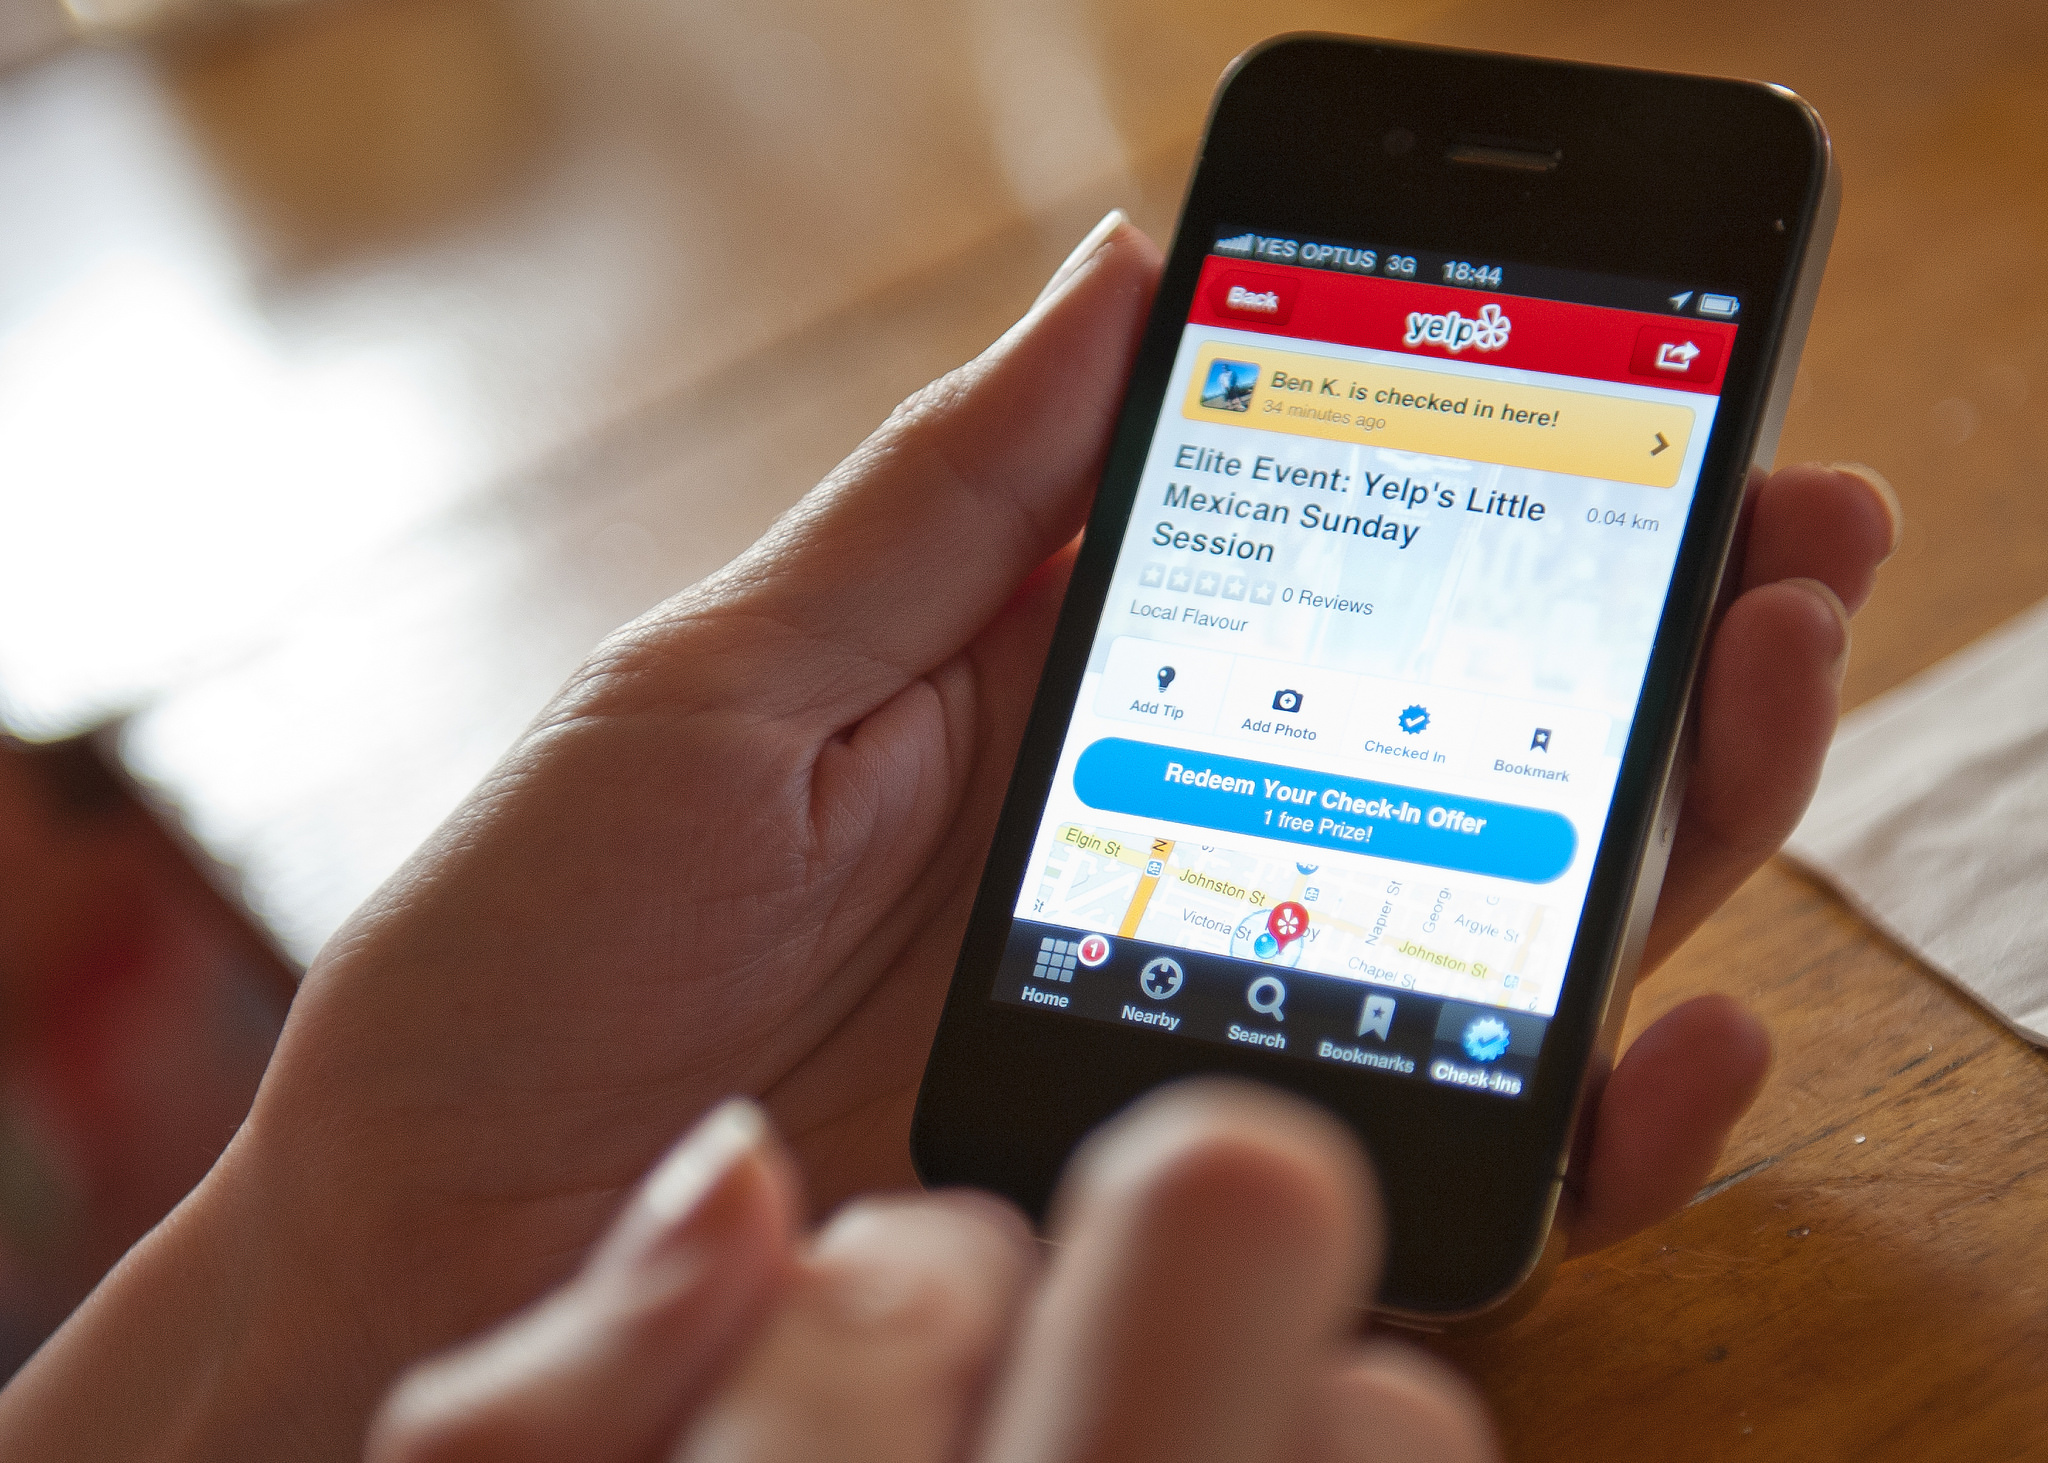 YES OPTUS 3G 18:44
Back
yelp
Ben K. is checked in here!
34 minutes ago
Elite Event: Yelp's Little
Mexican Sunday
Session
0.04 km
0 Reviews
Local Flavour
Add Tip
Add Photo
Checked In
Bookmark
Redeem Your Check-In Offer
1 free Prize!
Elgin St
N
Johnston St
Victoria St
Napier St
Georg
Argyle St
Johnston St
Chapel St
St
1
Home
Nearby
Search
Bookmarks
Check-Ins